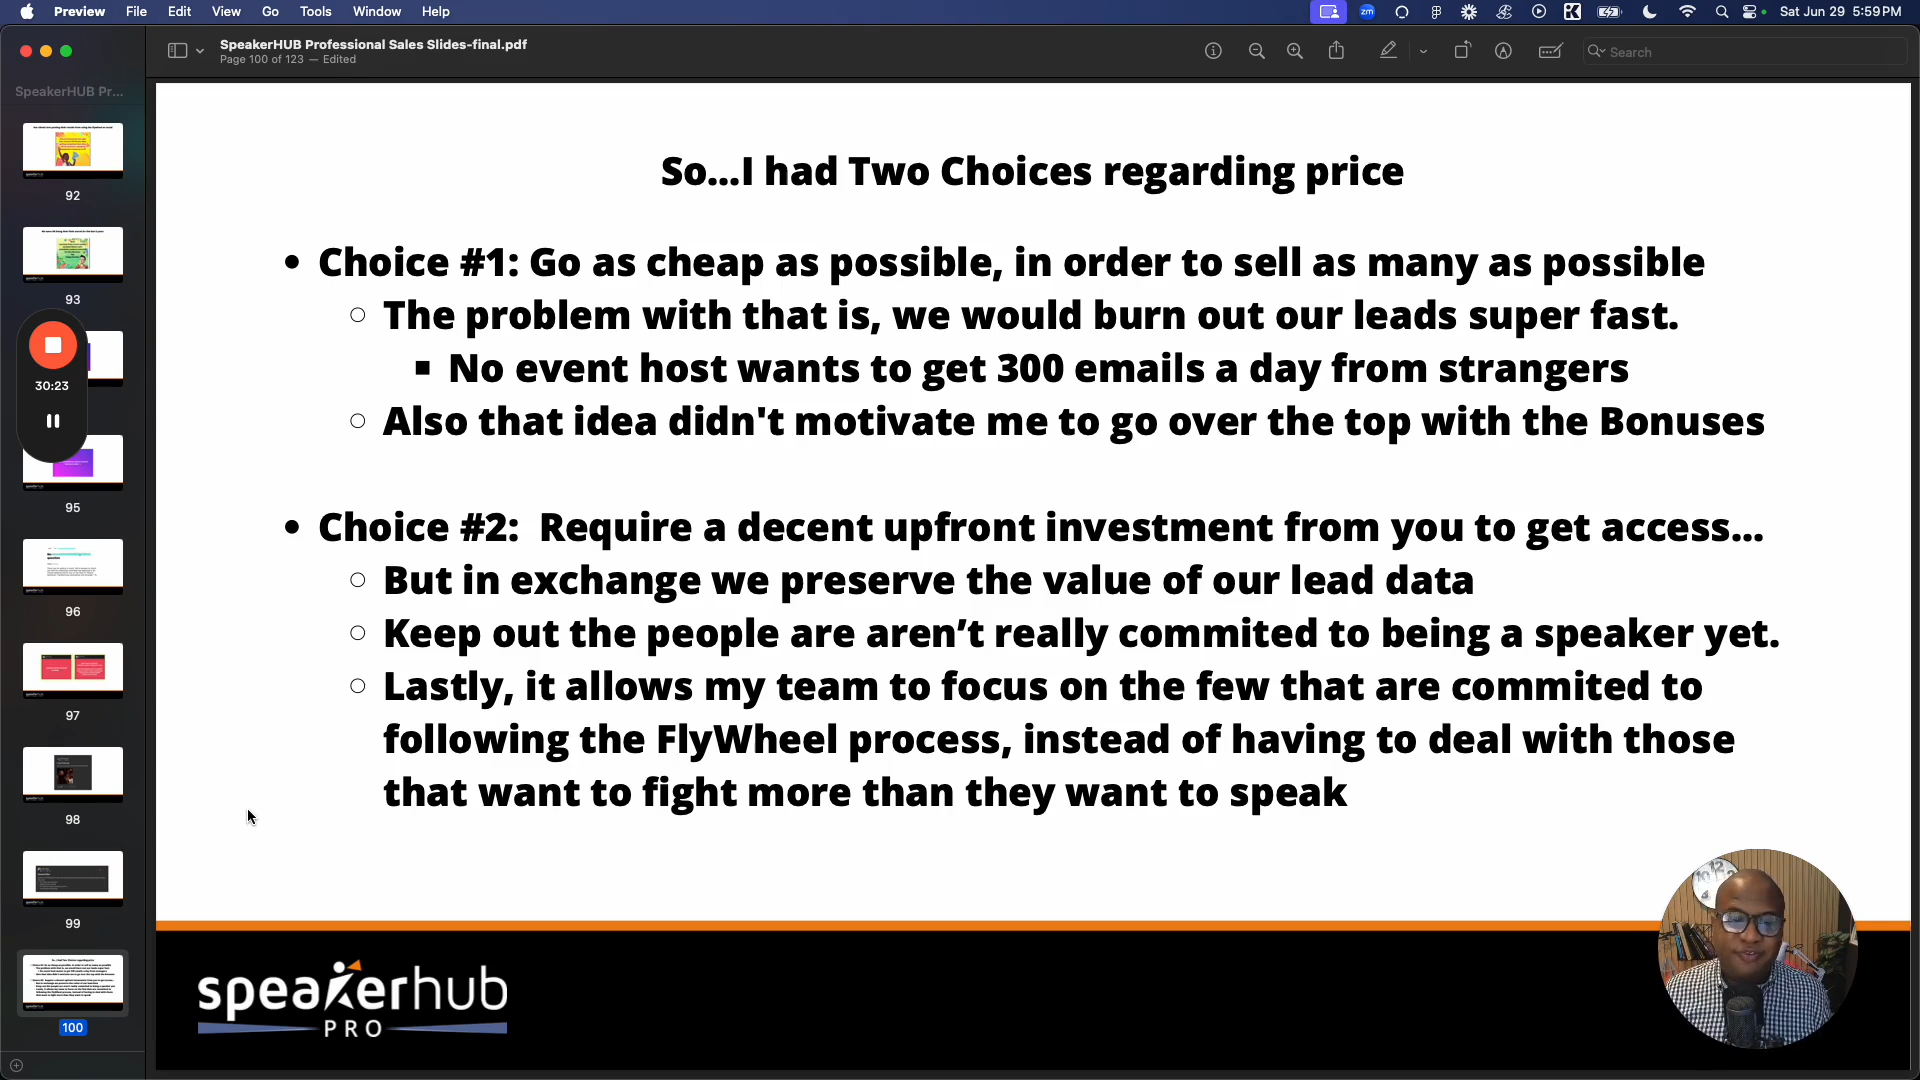 Preview File Edit View Go Tools Window Help
zm
Sat Jun 29 5:59 PM
SpeakerHUB Professional Sales Slides-final.pdf
Page 100 of 123 — Edited
Search
SpeakerHUB Pr...
92
93
30:23
95
96
97
98
99
100
So...I had Two Choices regarding price
• Choice #1: Go as cheap as possible, in order to sell as many as possible
○ The problem with that is, we would burn out our leads super fast.
▪ No event host wants to get 300 emails a day from strangers
○ Also that idea didn't motivate me to go over the top with the Bonuses
• Choice #2: Require a decent upfront investment from you to get access...
○ But in exchange we preserve the value of our lead data
○ Keep out the people are aren’t really commited to being a speaker yet.
○ Lastly, it allows my team to focus on the few that are commited to
following the FlyWheel process, instead of having to deal with those
that want to fight more than they want to speak
speakerhub
PRO